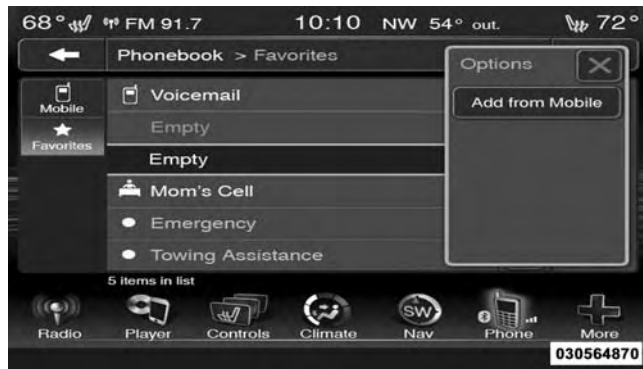 68° FM 91.7 10:10 NW 54° out. 72°
Phonebook > Favorites
Options
Mobile
Voicemail
Add from Mobile
Empty
Favorites
Empty
Mom's Cell
Emergency
Towing Assistance
5 items in list
SW
Radio Player Controls Climate Nav Phone More
030564870